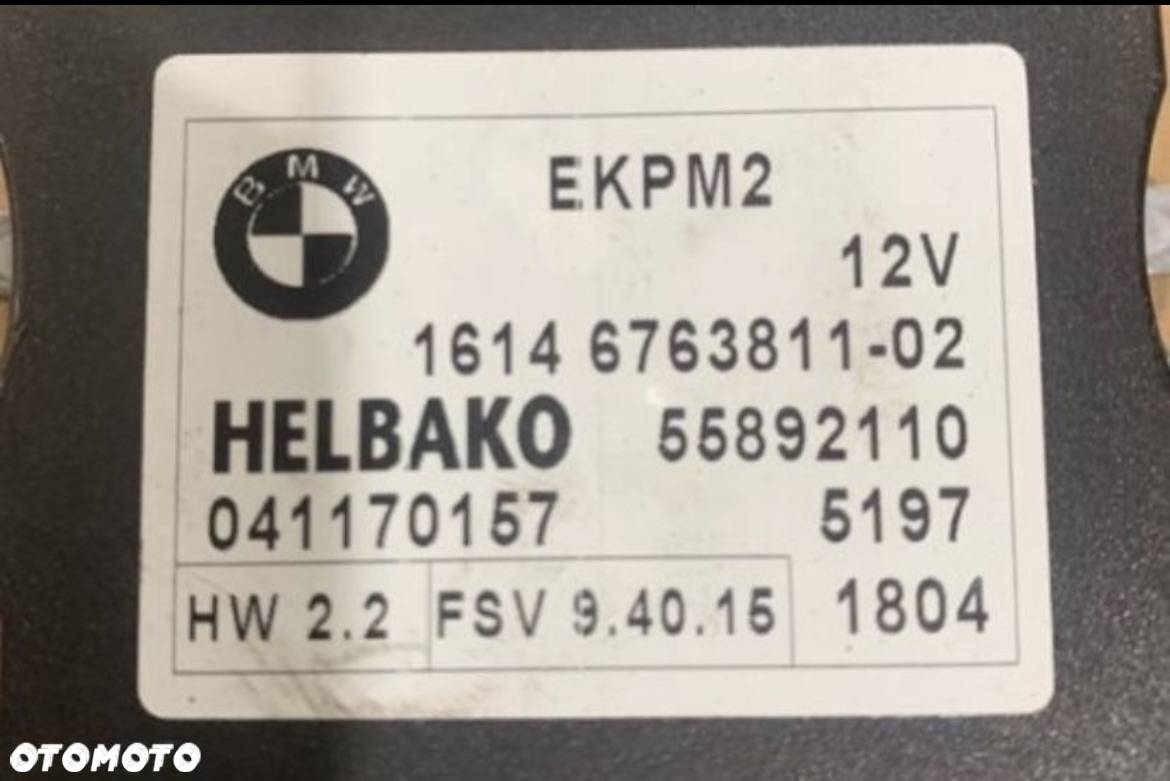 BMW
EKPM2
12V
1614 6763811-02
HELBAKO 55892110
041170157 5197
HW 2.2 FSV 9.40.15 1804
OTOMOTO